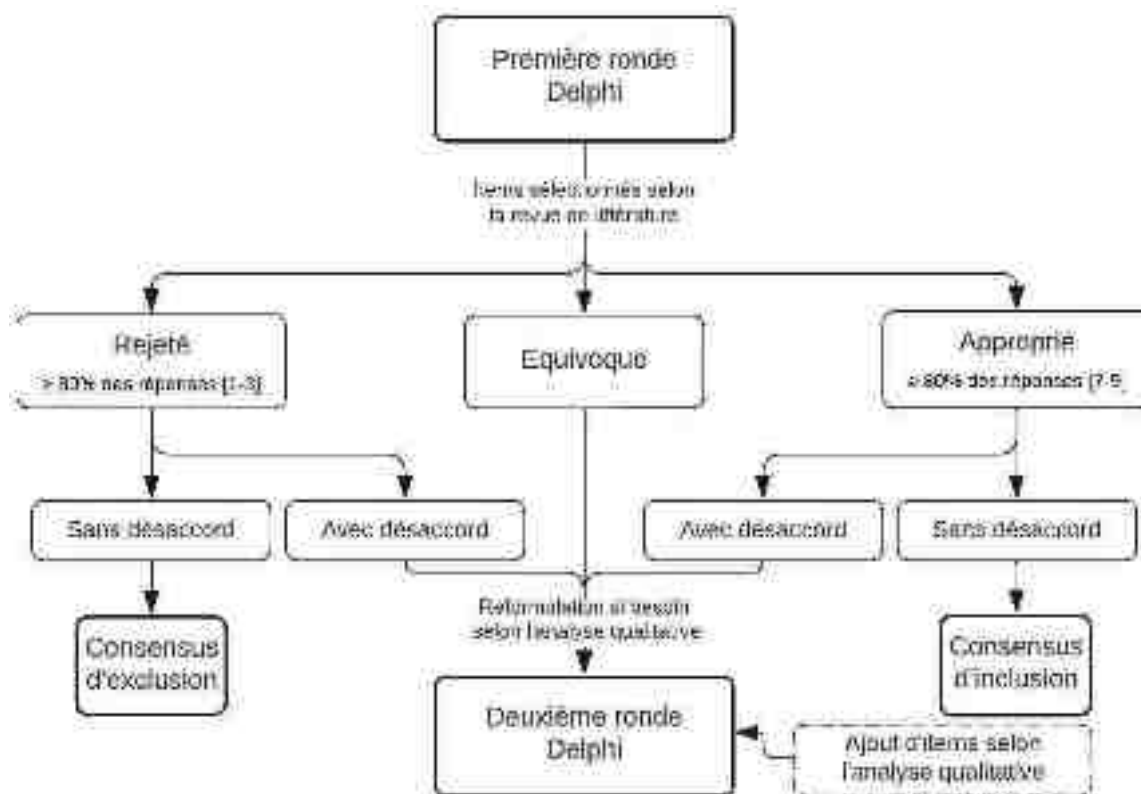 Première ronde
Delphi
Items sélectionnés selon
la revue de littérature
Rejeté
> 80% des réponses [1-3]
Equivoque
Approprié
> 80% des réponses [7-9]
Sans désaccord
Avec désaccord
Avec désaccord
Sans désaccord
Consensus
d'exclusion
Reformulation si besoin
selon l'analyse qualitative
Consensus
d'inclusion
Deuxième ronde
Delphi
Ajout d'items selon
l'analyse qualitative